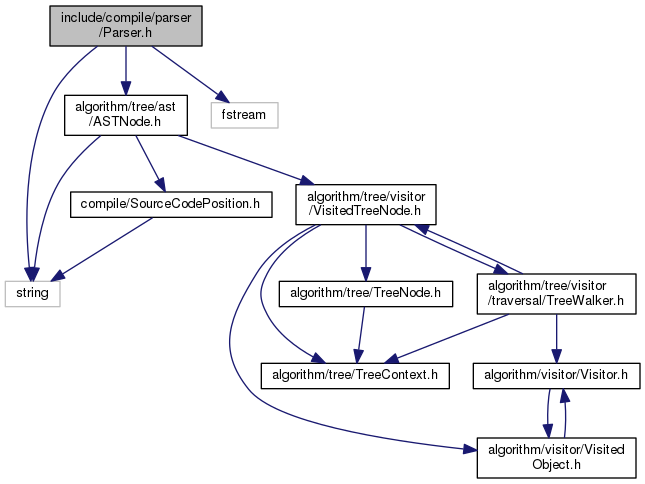 include/compile/parser
/Parser.h
algorithm/tree/ast
/ASTNode.h
fstream
compile/SourceCodePosition.h
algorithm/tree/visitor
/VisitedTreeNode.h
string
algorithm/tree/TreeNode.h
algorithm/tree/visitor
/traversal/TreeWalker.h
algorithm/tree/TreeContext.h
algorithm/visitor/Visitor.h
algorithm/visitor/Visited
Object.h